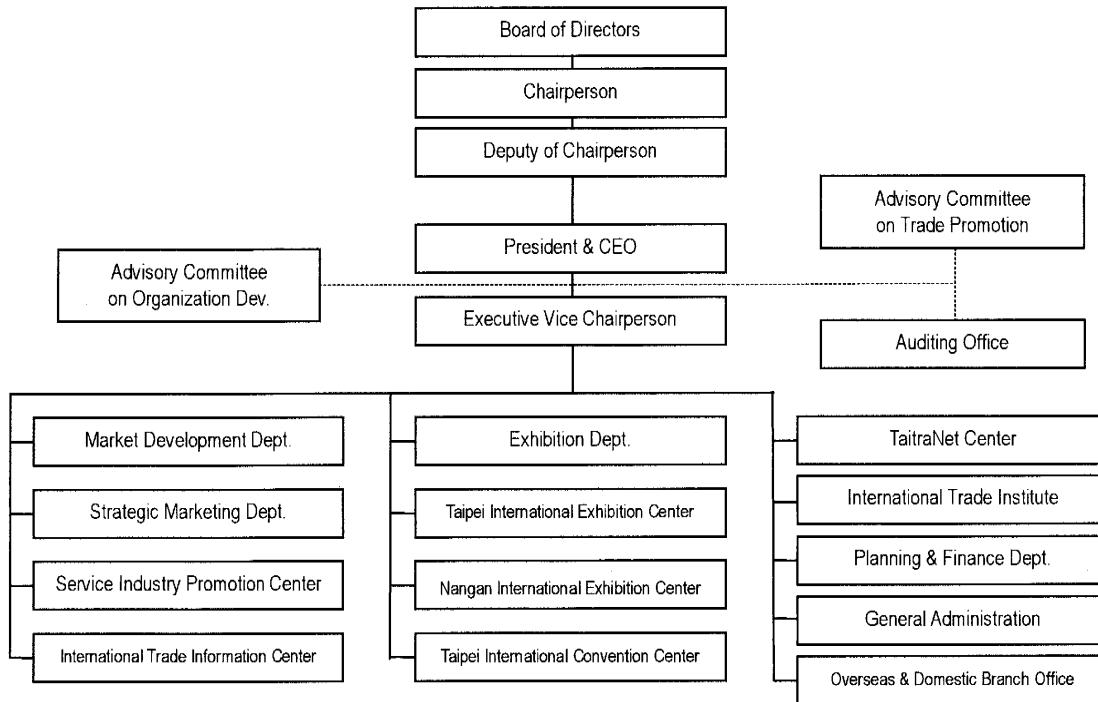 Board of Directors
Chairperson
Deputy of Chairperson
Advisory Committee
on Trade Promotion
President & CEO
Advisory Committee
on Organization Dev.
Executive Vice Chairperson
Auditing Office
Market Development Dept.
Exhibition Dept.
TaitraNet Center
Strategic Marketing Dept.
Taipei International Exhibition Center
International Trade Institute
Service Industry Promotion Center
Nangan International Exhibition Center
Planning & Finance Dept.
General Administration
International Trade Information Center
Taipei International Convention Center
Overseas & Domestic Branch Office